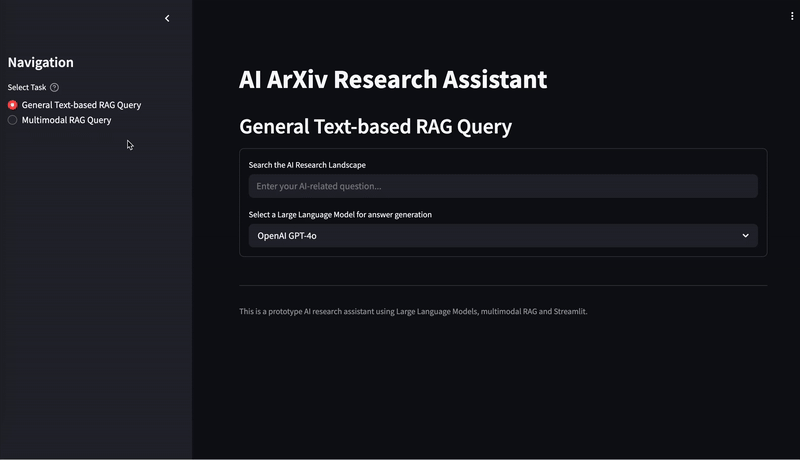 Navigation
Select Task
General Text-based RAG Query
Multimodal RAG Query
AI ArXiv Research Assistant
General Text-based RAG Query
Search the AI Research Landscape
Enter your AI-related question...
Select a Large Language Model for answer generation
OpenAI GPT-4o
This is a prototype AI research assistant using Large Language Models, multimodal RAG and Streamlit.